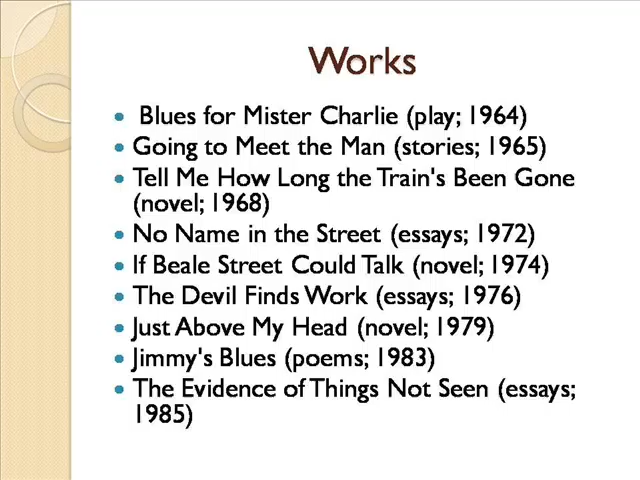 Works
• Blues for Mister Charlie (play; 1964)
• Going to Meet the Man (stories; 1965)
• Tell Me How Long the Train's Been Gone
(novel; 1968)
• No Name in the Street (essays; 1972)
• If Beale Street Could Talk (novel; 1974)
• The Devil Finds Work (essays; 1976)
• Just Above My Head (novel; 1979)
• Jimmy's Blues (poems; 1983)
• The Evidence of Things Not Seen (essays;
1985)